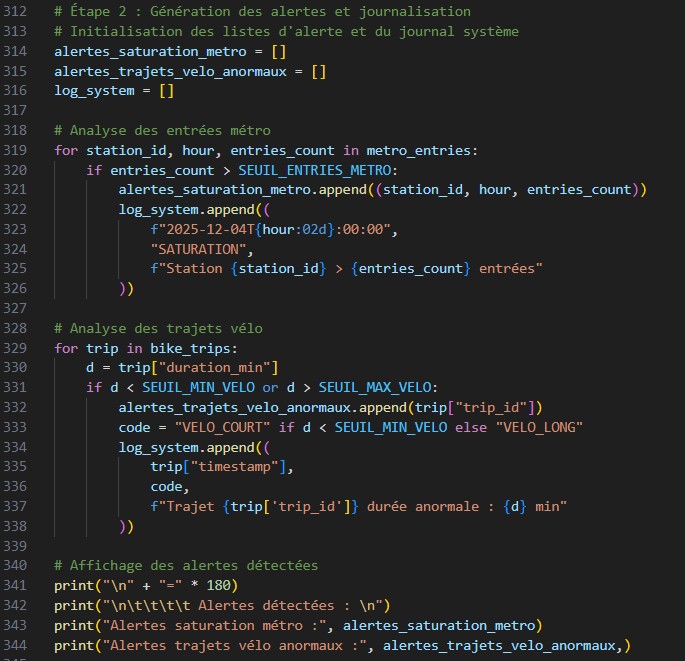 312 # Étape 2 : Génération des alertes et journalisation
313 # Initialisation des listes d'alerte et du journal système
314 alertes_saturation_metro = []
315 alertes_trajets_velo_anormaux = []
316 log_system = []
317
318 # Analyse des entrées métro
319 for station_id, hour, entries_count in metro_entries:
320     if entries_count > SEUIL_ENTRIES_METRO:
321         alertes_saturation_metro.append((station_id, hour, entries_count))
322         log_system.append((
323             f"2025-12-04T{hour:02d}:00:00",
324             "SATURATION",
325             f"Station {station_id} > {entries_count} entrées"
326         ))
327
328 # Analyse des trajets vélo
329 for trip in bike_trips:
330     d = trip["duration_min"]
331     if d < SEUIL_MIN_VELO or d > SEUIL_MAX_VELO:
332         alertes_trajets_velo_anormaux.append(trip["trip_id"])
333         code = "VELO_COURT" if d < SEUIL_MIN_VELO else "VELO_LONG"
334         log_system.append((
335             trip["timestamp"],
336             code,
337             f"Trajet {trip['trip_id']} durée anormale : {d} min"
338         ))
339
340 # Affichage des alertes détectées
341 print("\n" + "=" * 180)
342 print("\n\t\t\t\t Alertes détectées : \n")
343 print("Alertes saturation métro :", alertes_saturation_metro)
344 print("Alertes trajets vélo anormaux :", alertes_trajets_velo_anormaux,)